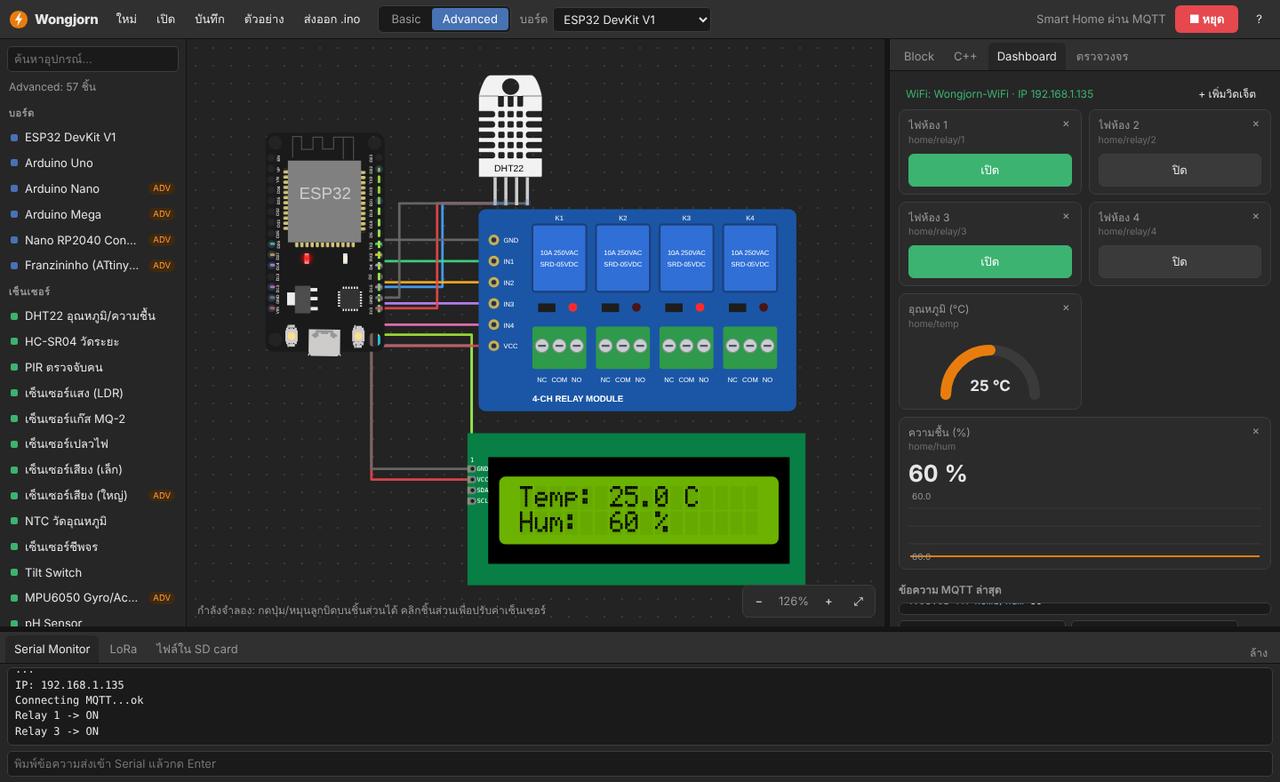 Wongjorn
ใหม่
เปิด
บันทึก
ตัวอย่าง
ส่งออก .ino
Basic
Advanced
บอร์ด
ESP32 DevKit V1
Smart Home ผ่าน MQTT
หยุด
?
ค้นหาอุปกรณ์...
Advanced: 57 ชิ้น
บอร์ด
ESP32 DevKit V1
Arduino Uno
Arduino Nano ADV
Arduino Mega ADV
Nano RP2040 Con... ADV
Franzininho (ATtiny... ADV
เซ็นเซอร์
DHT22 อุณหภูมิ/ความชื้น
HC-SR04 วัดระยะ
PIR ตรวจจับคน
เซ็นเซอร์แสง (LDR)
เซ็นเซอร์แก๊ส MQ-2
เซ็นเซอร์เปลวไฟ
เซ็นเซอร์เสียง (เล็ก)
เซ็นเซอร์เสียง (ใหญ่) ADV
NTC วัดอุณหภูมิ
เซ็นเซอร์ชีพจร
Tilt Switch
MPU6050 Gyro/Ac... ADV
pH Sensor
ESP32
DHT22
K1 K2 K3 K4
10A 250VAC 10A 250VAC 10A 250VAC 10A 250VAC
SRD-05VDC SRD-05VDC SRD-05VDC SRD-05VDC
GND
IN1
IN2
IN3
IN4
VCC
NC COM NO NC COM NO NC COM NO NC COM NO
4-CH RELAY MODULE
1
GND
VCC
SDA
SCL
Temp: 25.0 C
Hum: 60 %
กำลังจำลอง: กดปุ่ม/หมุนลูกบิดบนชิ้นส่วนได้ คลิกชิ้นส่วนเพื่อปรับค่าเซ็นเซอร์
− 126% +
Block
C++
Dashboard
ตรวจวงจร
WiFi: Wongjorn-WiFi · IP 192.168.1.135
+ เพิ่มวิดเจ็ต
ไฟห้อง 1 ×
home/relay/1
เปิด
ไฟห้อง 2 ×
home/relay/2
ปิด
ไฟห้อง 3 ×
home/relay/3
เปิด
ไฟห้อง 4 ×
home/relay/4
ปิด
อุณหภูมิ (°C) ×
home/temp
25 °C
ความชื้น (%) ×
home/hum
60 %
60.0
60.0
ข้อความ MQTT ล่าสุด
Serial Monitor
LoRa
ไฟล์ใน SD card
ล้าง
...
IP: 192.168.1.135
Connecting MQTT...ok
Relay 1 -> ON
Relay 3 -> ON
พิมพ์ข้อความส่งเข้า Serial แล้วกด Enter